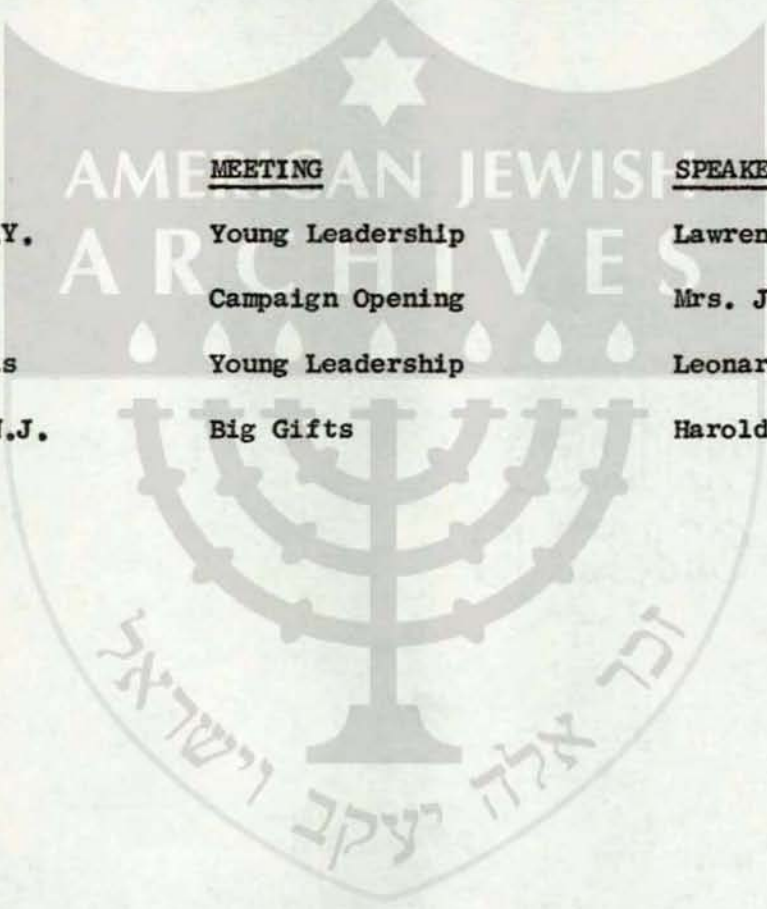 AMERICAN JEWISH
ARCHIVES
MEETING SPEAKE
Y. Young Leadership Lawren
Campaign Opening Mrs. J
s Young Leadership Leonar
N.J. Big Gifts Harold
זכר אלה יעקב וישראל